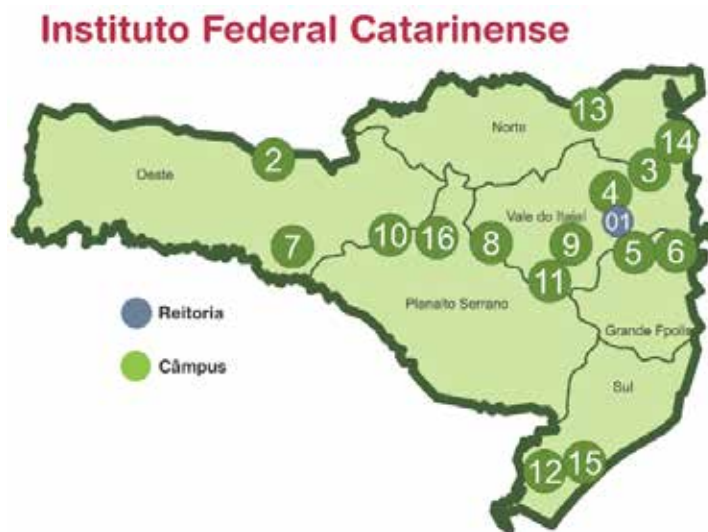 Instituto Federal Catarinense
13
Norte
14
2
3
Oeste
4
Vale do Itajaí
01
10
16
8
9
5
6
7
11
Planalto Serrano
Reitoria
Grande Fpolis
Câmpus
Sul
12
15